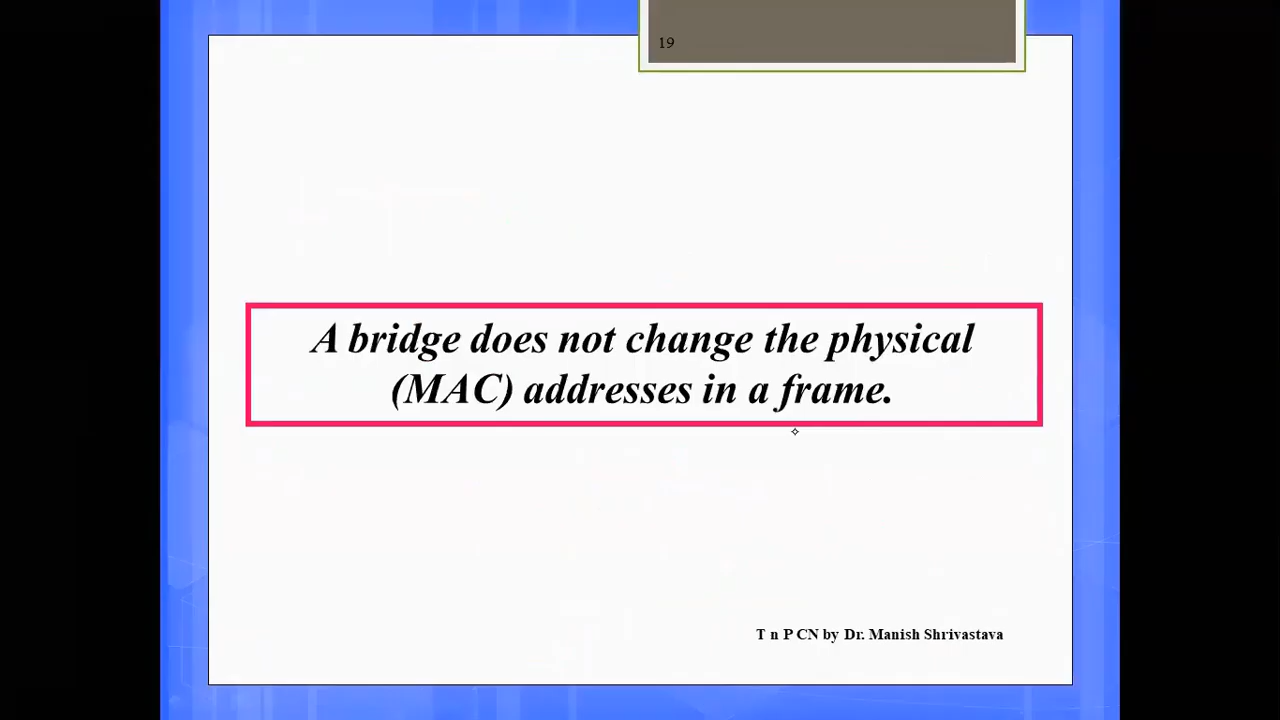 19
A bridge does not change the physical
(MAC) addresses in a frame.
T n P CN by Dr. Manish Shrivastava